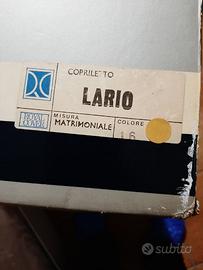 COPRILETTO
LARIO
MISURA
COLORE
MATRIMONIALE
16
subito